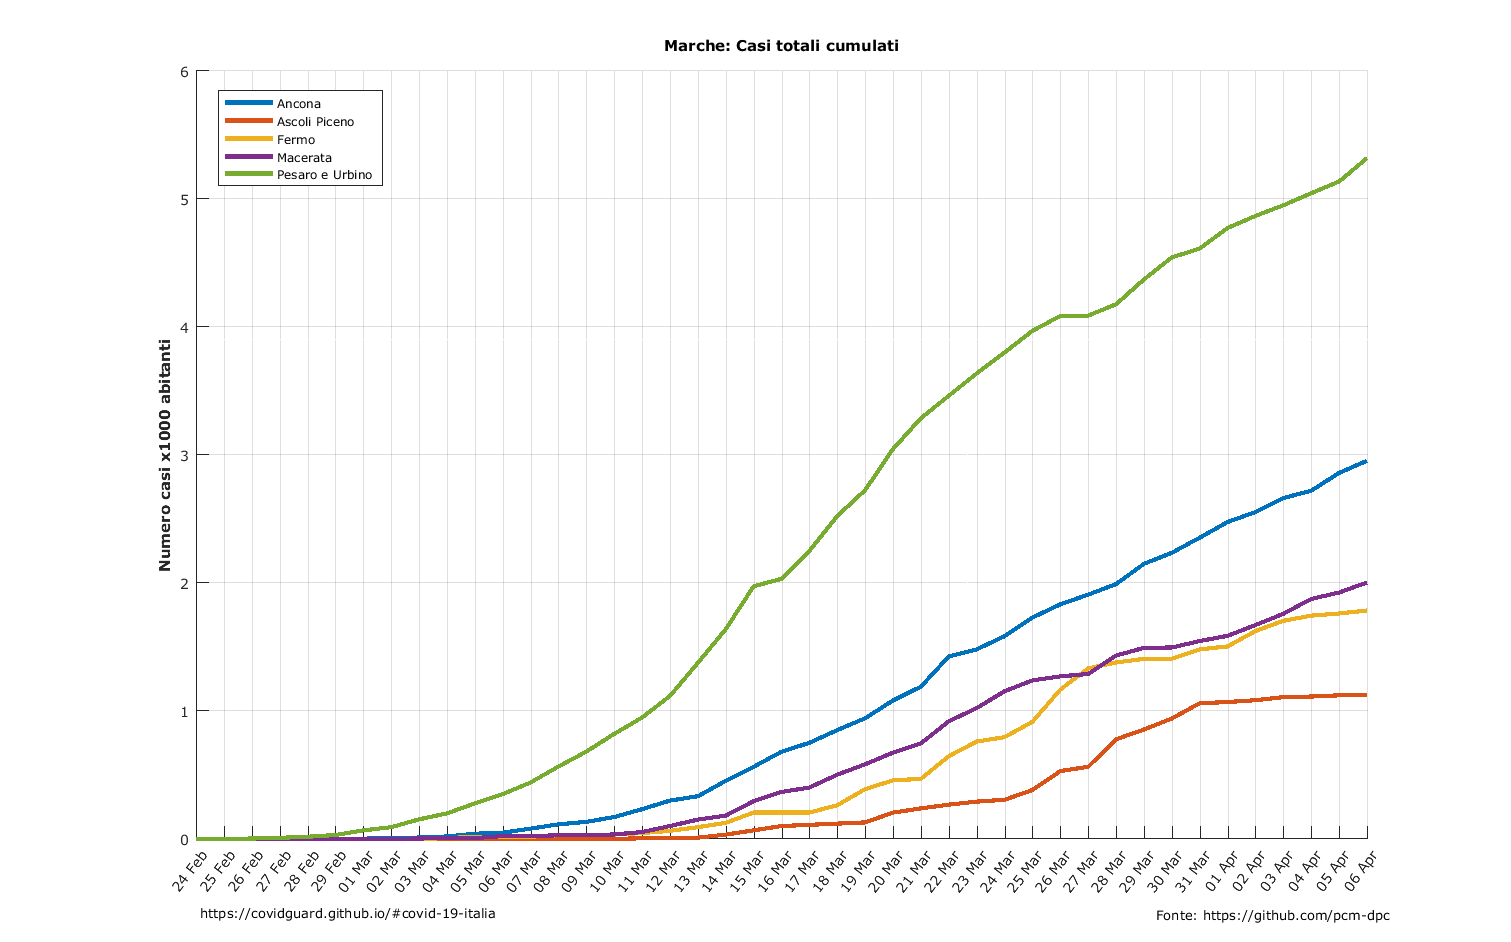 Marche: Casi totali cumulati
Ancona
Ascoli Piceno
Fermo
Macerata
Pesaro e Urbino
Numero casi x1000 abitanti
6
5
4
3
2
1
0
24 Feb
25 Feb
26 Feb
27 Feb
28 Feb
29 Feb
01 Mar
02 Mar
03 Mar
04 Mar
05 Mar
06 Mar
07 Mar
08 Mar
09 Mar
10 Mar
11 Mar
12 Mar
13 Mar
14 Mar
15 Mar
16 Mar
17 Mar
18 Mar
19 Mar
20 Mar
21 Mar
22 Mar
23 Mar
24 Mar
25 Mar
26 Mar
27 Mar
28 Mar
29 Mar
30 Mar
31 Mar
01 Apr
02 Apr
03 Apr
04 Apr
05 Apr
06 Apr
https://covidguard.github.io/#covid-19-italia
Fonte: https://github.com/pcm-dpc